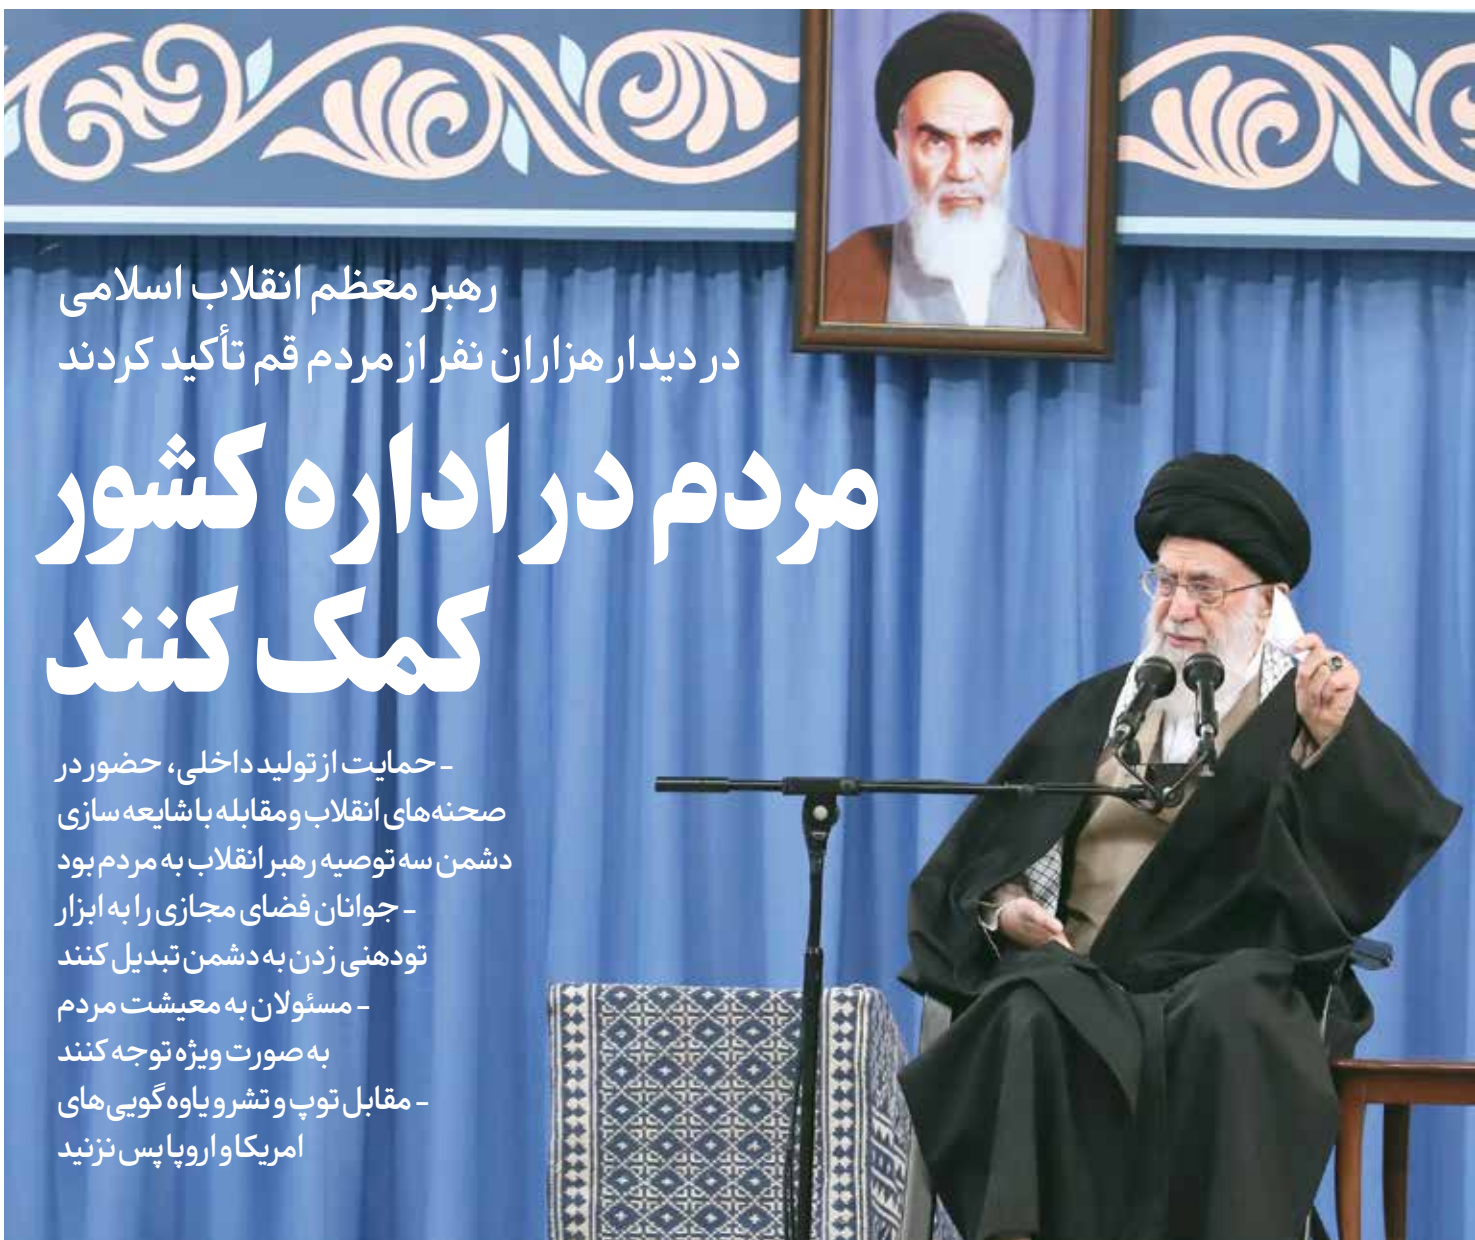 رهبر معظم انقلاب اسلامی
در دیدار هزاران نفر از مردم قم تأکید کردند
مردم در اداره کشور
کمک کنند
- حمایت از تولید داخلی، حضور در
صحنه‌های انقلاب و مقابله با شایعه سازی
دشمن سه توصیه رهبر انقلاب به مردم بود
- جوانان فضای مجازی را به ابزار
تودهنی زدن به دشمن تبدیل کنند
- مسئولان به معیشت مردم
به صورت ویژه توجه کنند
- مقابل توپ و تشر و یاوه گویی‌های
امریکا و اروپا پس نزنید